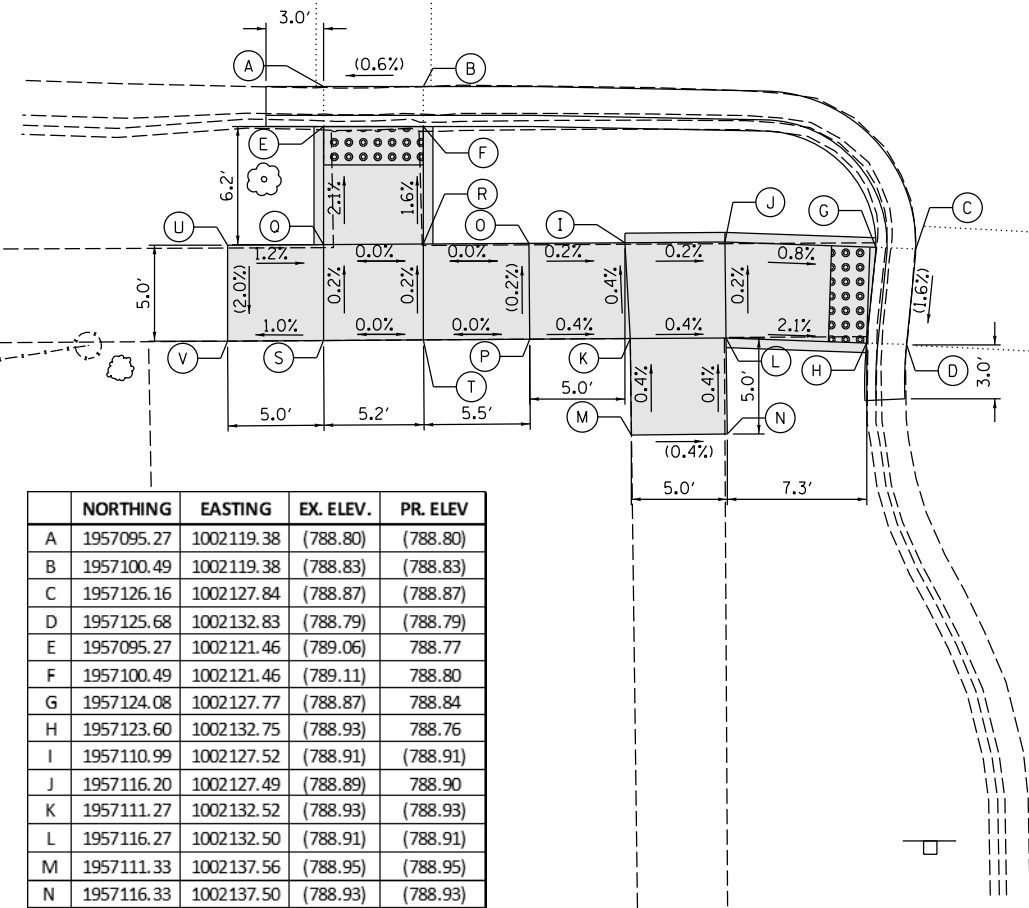 3.0'
(0.6%)
A
B
E
F
6.2'
2.1%
1.6%
R
J
G
C
U
Q
O
I
1.2%
0.0%
0.0%
0.2%
0.2%
0.8%
5.0'
(2.0%)
0.2%
0.2%
(0.2%)
0.4%
0.2%
(1.6%)
1.0%
0.0%
0.0%
0.4%
0.4%
2.1%
V
S
P
K
L
H
D
3.0'
T
5.0'
0.4%
0.4%
5.0'
5.0'
5.2'
5.5'
M
N
(0.4%)
5.0'
7.3'
NORTHING EASTING EX. ELEV. PR. ELEV
A 1957095.27 1002119.38 (788.80) (788.80)
B 1957100.49 1002119.38 (788.83) (788.83)
C 1957126.16 1002127.84 (788.87) (788.87)
D 1957125.68 1002132.83 (788.79) (788.79)
E 1957095.27 1002121.46 (789.06) 788.77
F 1957100.49 1002121.46 (789.11) 788.80
G 1957124.08 1002127.77 (788.87) 788.84
H 1957123.60 1002132.75 (788.93) 788.76
I 1957110.99 1002127.52 (788.91) (788.91)
J 1957116.20 1002127.49 (788.89) 788.90
K 1957111.27 1002132.52 (788.93) (788.93)
L 1957116.27 1002132.50 (788.91) (788.91)
M 1957111.33 1002137.56 (788.95) (788.95)
N 1957116.33 1002137.50 (788.93) (788.93)